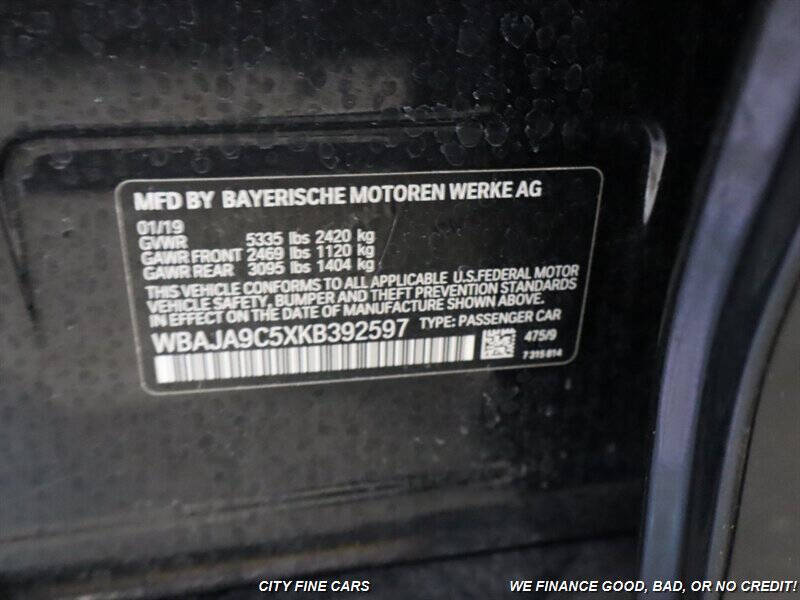 MFD BY BAYERISCHE MOTOREN WERKE AG
01/19
GVWR 5335 lbs 2420 kg
GAWR FRONT 2469 lbs 1120 kg
GAWR REAR 3095 lbs 1404 kg
THIS VEHICLE CONFORMS TO ALL APPLICABLE U.S.FEDERAL MOTOR
VEHICLE SAFETY, BUMPER AND THEFT PREVENTION STANDARDS
IN EFFECT ON THE DATE OF MANUFACTURE SHOWN ABOVE.
WBAJA9C5XKB392597 TYPE: PASSENGER CAR
475/9
7 315 814
CITY FINE CARS
WE FINANCE GOOD, BAD, OR NO CREDIT!